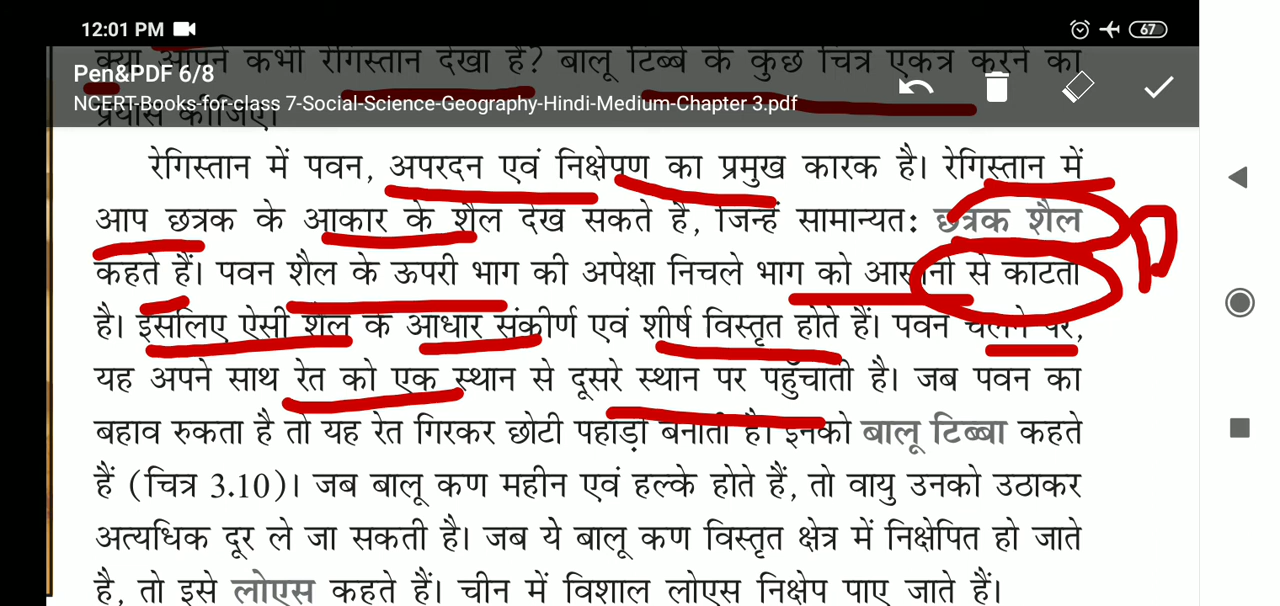 12:01 PM
67
क्या आपने कभी रेगिस्तान देखा है? बालू टिब्बे के कुछ चित्र एकत्र करने का
Pen&PDF 6/8
NCERT-Books-for-class 7-Social-Science-Geography-Hindi-Medium-Chapter 3.pdf
प्रयास कीजिए।
रेगिस्तान में पवन, अपरदन एवं निक्षेपण का प्रमुख कारक है। रेगिस्तान में
आप छत्रक के आकार के शैल देख सकते है, जिन्हें सामान्यत: छत्रक शैल
कहते हैं। पवन शैल के ऊपरी भाग की अपेक्षा निचले भाग को आसानी से काटती
है। इसलिए ऐसी शैल के आधार संकीर्ण एवं शीर्ष विस्तृत होते हैं। पवन चलने पर,
यह अपने साथ रेत को एक स्थान से दूसरे स्थान पर पहुँचाती है। जब पवन का
बहाव रुकता है तो यह रेत गिरकर छोटी पहाड़ी बनाती है। इनको बालू टिब्बा कहते
हैं (चित्र 3.10)। जब बालू कण महीन एवं हल्के होते हैं, तो वायु उनको उठाकर
अत्यधिक दूर ले जा सकती है। जब ये बालू कण विस्तृत क्षेत्र में निक्षेपित हो जाते
है, तो इसे लोएस कहते हैं। चीन में विशाल लोएस निक्षेप पाए जाते हैं।